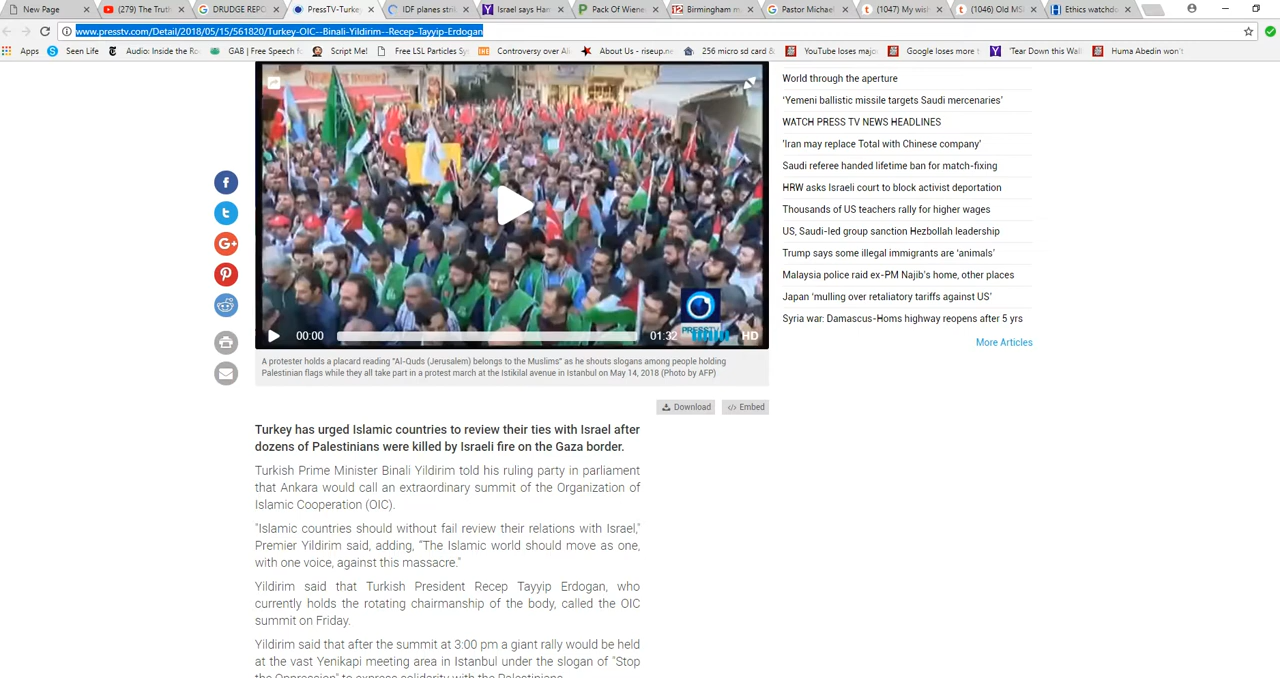 New Page
(279) The Truth
DRUDGE REPO
PressTV-Turkey
IDF planes strik
Israel says Ham
Pack Of Wiene
Birmingham m
Pastor Michael
(1047) My wish
(1046) Old MS
Ethics watchdo
www.presstv.com/Detail/2018/05/15/561820/Turkey-OIC--Binali-Yildirim--Recep-Tayyip-Erdogan
Apps
Seen Life
Audio: Inside the Ro
GAB | Free Speech fo
Script Me!
Free LSL Particles Sy
Controversy over Al
About Us - riseup.ne
256 micro sd card &
YouTube loses majo
Google loses more t
'Tear Down this Wal
Huma Abedin won't
World through the aperture
'Yemeni ballistic missile targets Saudi mercenaries'
WATCH PRESS TV NEWS HEADLINES
'Iran may replace Total with Chinese company'
Saudi referee handed lifetime ban for match-fixing
HRW asks Israeli court to block activist deportation
Thousands of US teachers rally for higher wages
US, Saudi-led group sanction Hezbollah leadership
Trump says some illegal immigrants are 'animals'
Malaysia police raid ex-PM Najib's home, other places
Japan 'mulling over retaliatory tariffs against US'
Syria war: Damascus-Homs highway reopens after 5 yrs
More Articles
PRESSTV
00:00
01:32
HD
A protester holds a placard reading "Al-Quds (Jerusalem) belongs to the Muslims" as he shouts slogans among people holding
Palestinian flags while they all take part in a protest march at the Istikilal avenue in Istanbul on May 14, 2018 (Photo by AFP)
Download
</> Embed
Turkey has urged Islamic countries to review their ties with Israel after
dozens of Palestinians were killed by Israeli fire on the Gaza border.
Turkish Prime Minister Binali Yildirim told his ruling party in parliament
that Ankara would call an extraordinary summit of the Organization of
Islamic Cooperation (OIC).
"Islamic countries should without fail review their relations with Israel,"
Premier Yildirim said, adding, "The Islamic world should move as one,
with one voice, against this massacre."
Yildirim said that Turkish President Recep Tayyip Erdogan, who
currently holds the rotating chairmanship of the body, called the OIC
summit on Friday.
Yildirim said that after the summit at 3:00 pm a giant rally would be held
at the vast Yenikapi meeting area in Istanbul under the slogan of "Stop
the Oppression" to express solidarity with the Palestinians.